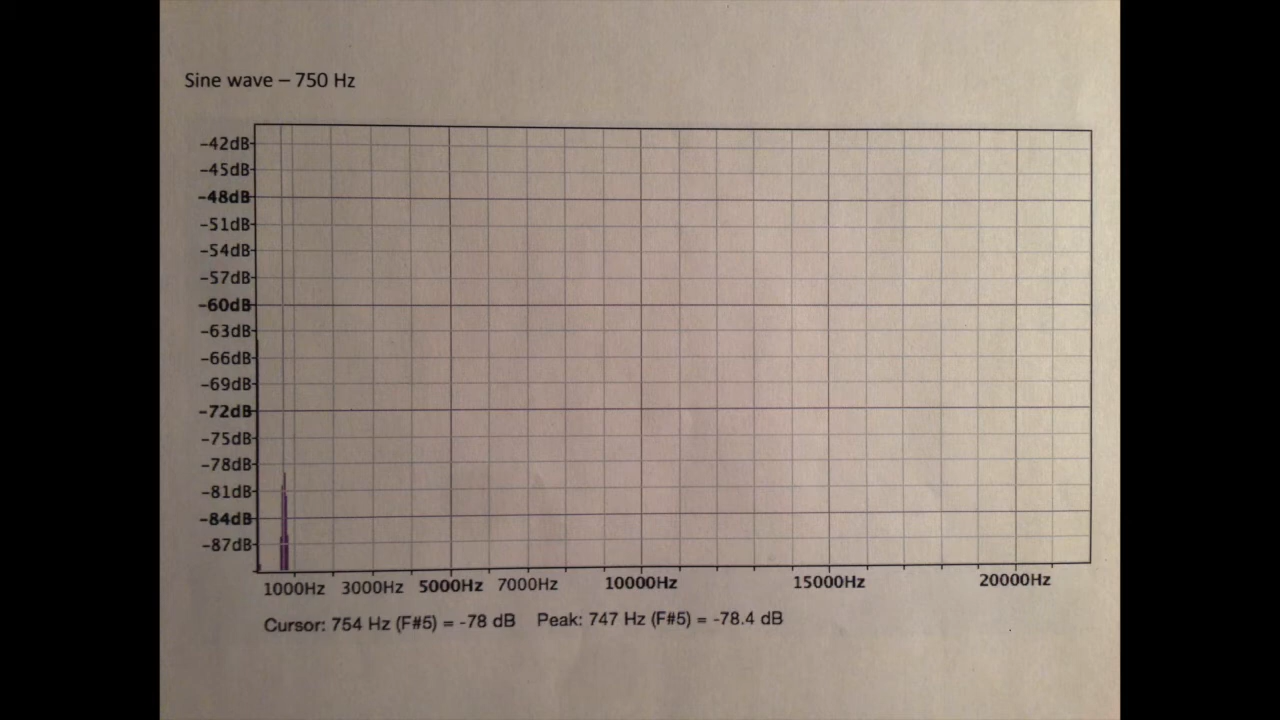 Sine wave – 750 Hz
-42dB
-45dB
-48dB
-51dB
-54dB
-57dB
-60dB
-63dB
-66dB
-69dB
-72dB
-75dB
-78dB
-81dB
-84dB
-87dB
1000Hz 3000Hz 5000Hz 7000Hz 10000Hz 15000Hz 20000Hz
Cursor: 754 Hz (F#5) = -78 dB Peak: 747 Hz (F#5) = -78.4 dB